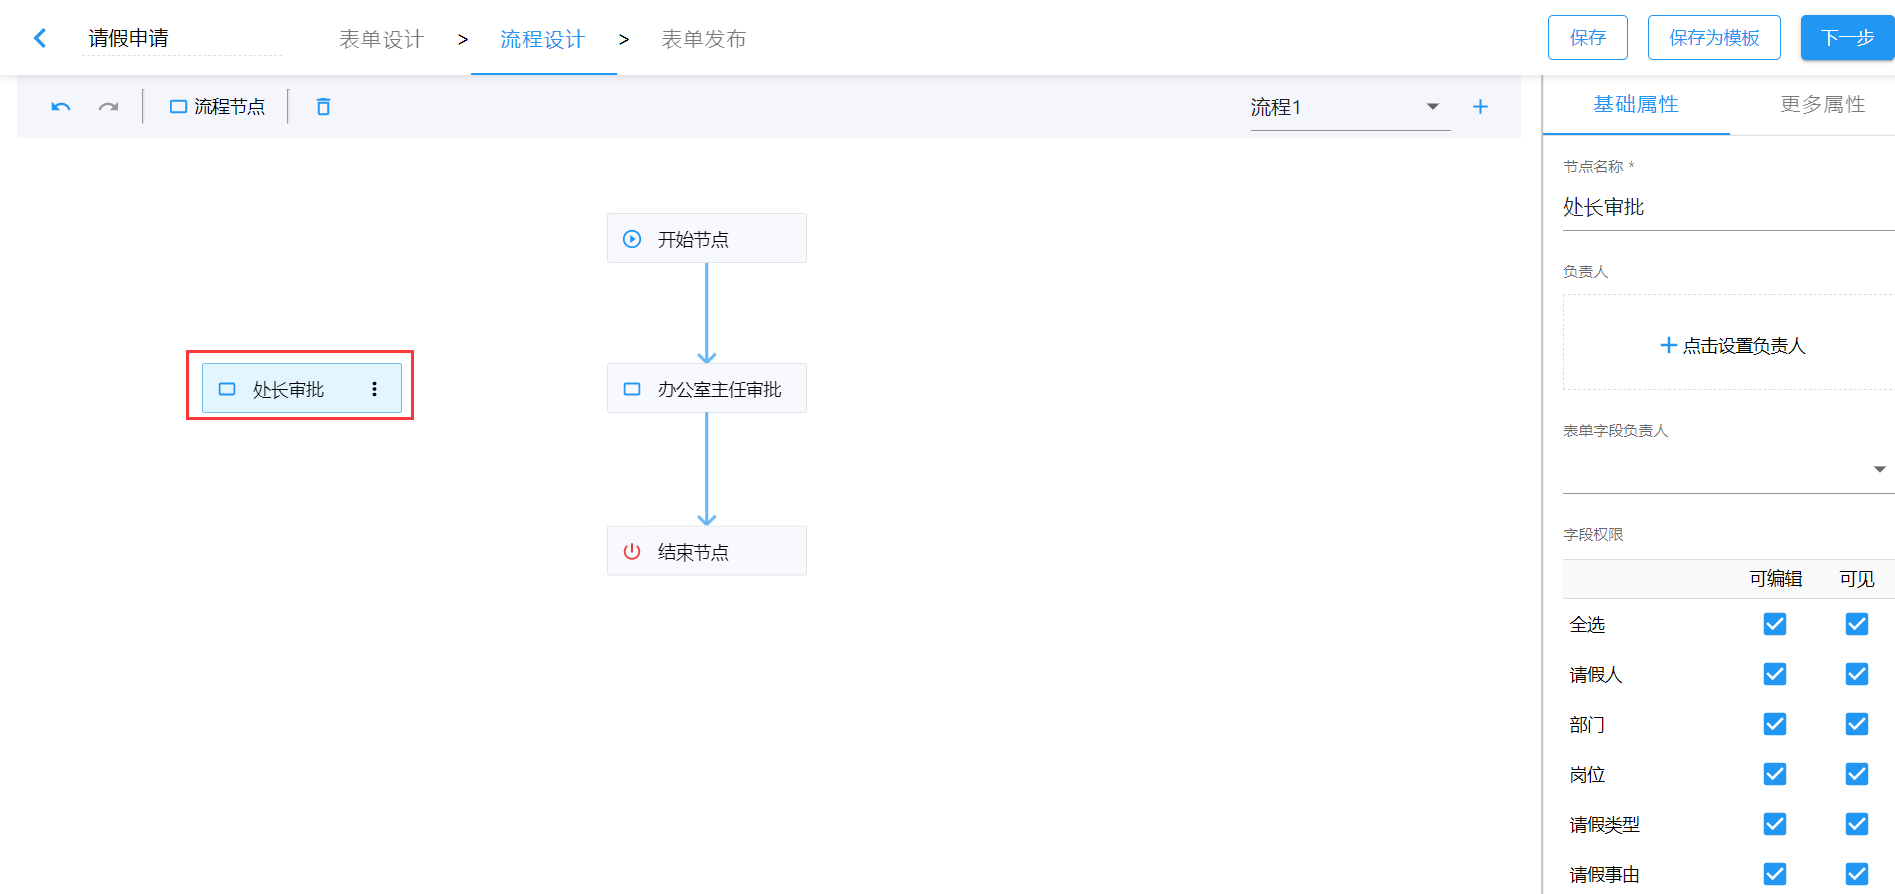 请假申请
表单设计 > 流程设计 > 表单发布
保存
保存为模板
下一步
流程节点
流程1
基础属性
更多属性
开始节点
处长审批
办公室主任审批
结束节点
节点名称 *
处长审批
负责人
点击设置负责人
表单字段负责人
字段权限
可编辑 可见
全选
请假人
部门
岗位
请假类型
请假事由